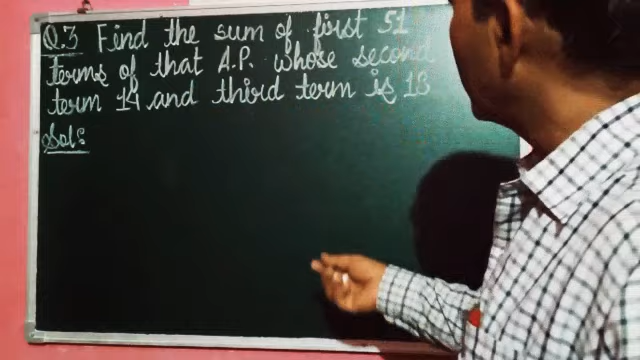 Q.3 Find the sum of first 51
terms of that A.P. whose second
term 14 and third term is 18
Sol: